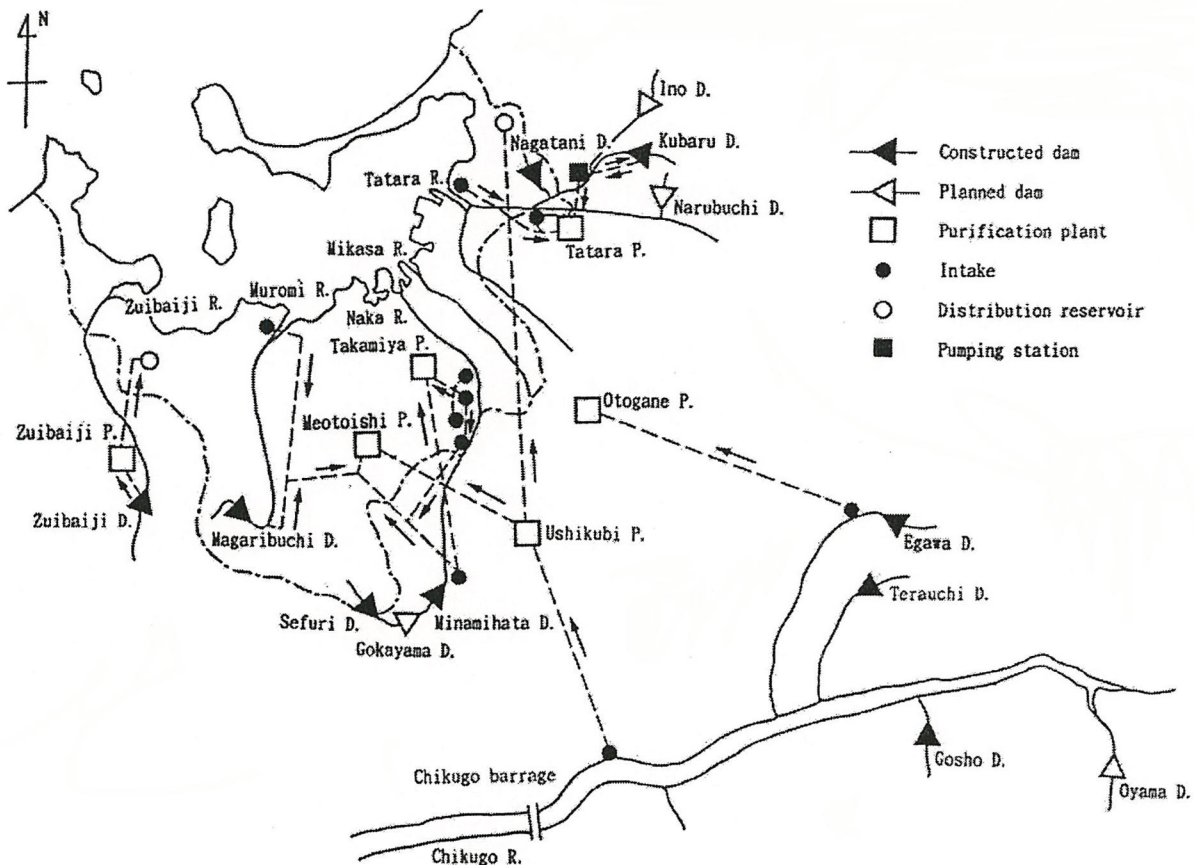 N
Ino D.
Nagatani D.
Kubaru D.
Tatara R.
Narubuchi D.
Mikasa R.
Tatara P.
Zuibaiji R.
Muromi R.
Naka R.
Takamiya P.
Otogane P.
Zuibaiji P.
Meotoishi P.
Zuibaiji D.
Magaribuchi D.
Ushikubi P.
Egawa D.
Terauchi D.
Sefuri D.
Minamihata D.
Gokayama D.
Gosho D.
Chikugo barrage
Oyama D.
Chikugo R.
Constructed dam
Planned dam
Purification plant
Intake
Distribution reservoir
Pumping station